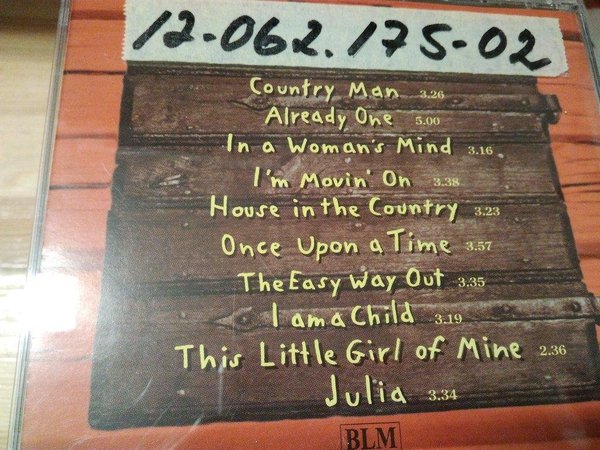 12-062.175-02
Country Man 3.26
Already One 5.00
In a Woman's Mind 3.16
I'm Movin' On 3.38
House in the Country 3.23
Once Upon a Time 3.57
The Easy Way Out 3.35
I am a Child 3.19
This Little Girl of Mine 2.36
Julia 3.34
BLM